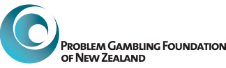 PROBLEM GAMBLING FOUNDATION
OF NEW ZEALAND